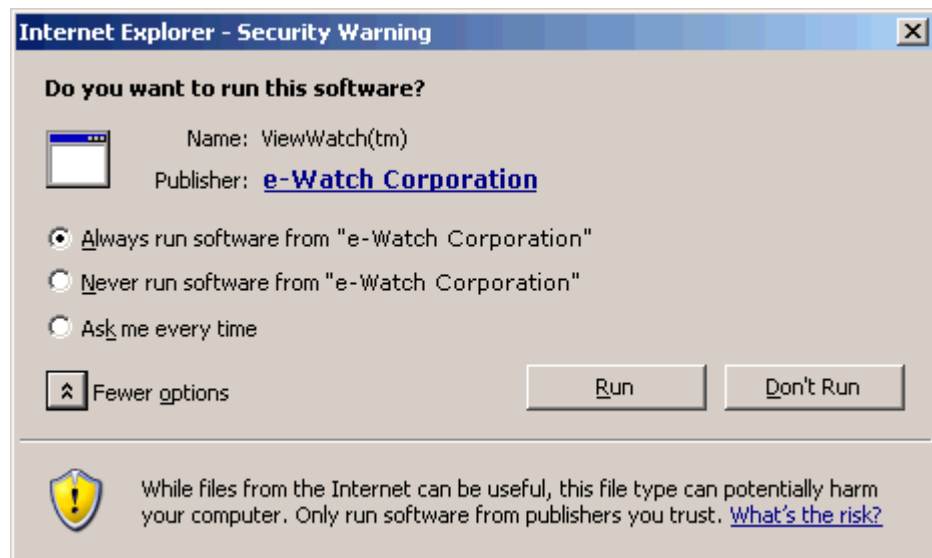 Internet Explorer - Security Warning
Do you want to run this software?
Name: ViewWatch(tm)
Publisher: e-Watch Corporation
Always run software from "e-Watch Corporation"
Never run software from "e-Watch Corporation"
Ask me every time
Fewer options
Run
Don't Run
While files from the Internet can be useful, this file type can potentially harm
your computer. Only run software from publishers you trust. What's the risk?